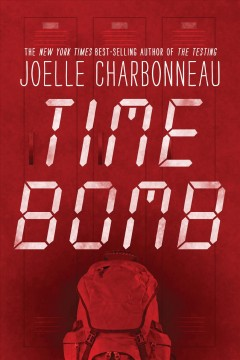 THE NEW YORK TIMES BEST-SELLING AUTHOR OF THE TESTING
JOELLE CHARBONNEAU
TIME
BOMB